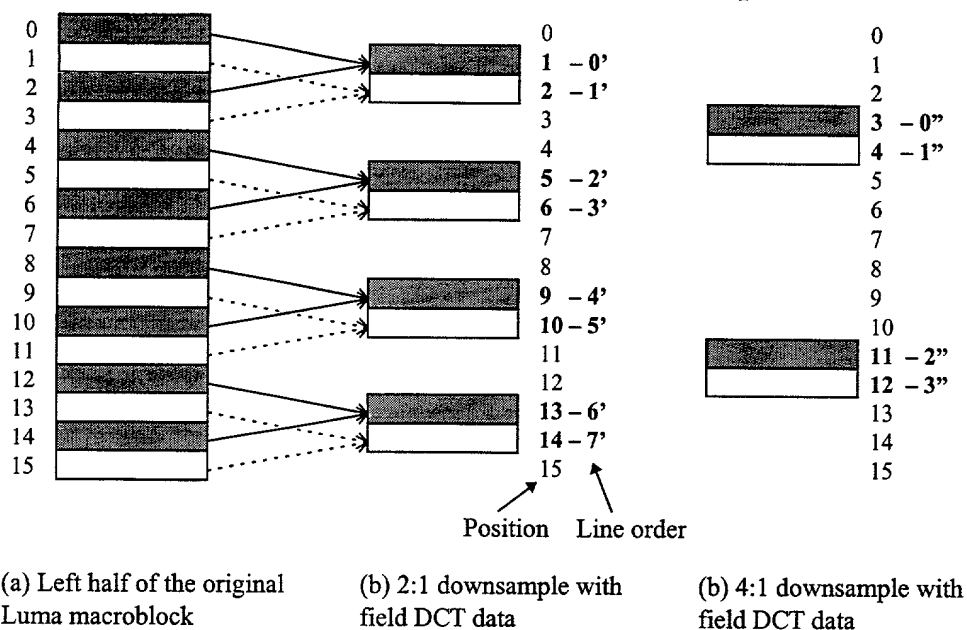 0
1
2
3
4
5
6
7
8
9
10
11
12
13
14
15
0
1 – 0’
2 – 1’
3
4
5 – 2’
6 – 3’
7
8
9 – 4’
10 – 5’
11
12
13 – 6’
14 – 7’
15
Position Line order
0
1
2
3 – 0”
4 – 1”
5
6
7
8
9
10
11 – 2”
12 – 3”
13
14
15
(a) Left half of the original
Luma macroblock
(b) 2:1 downsample with
field DCT data
(b) 4:1 downsample with
field DCT data